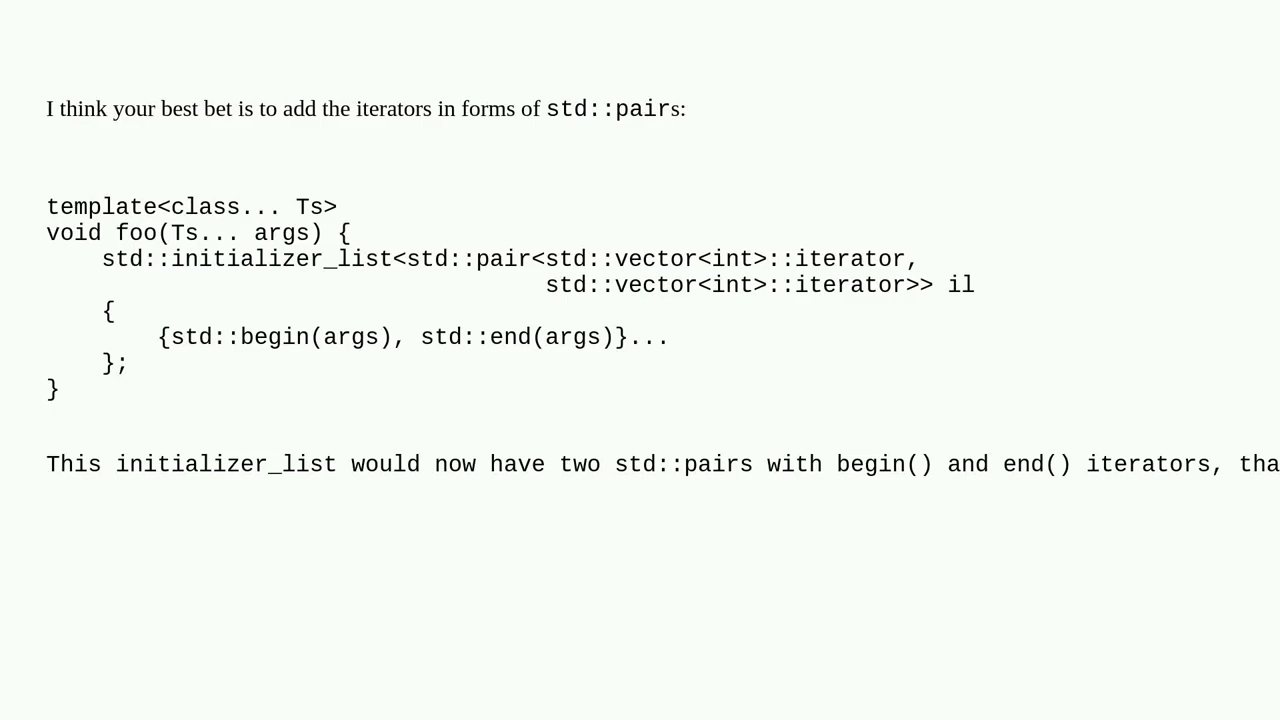 I think your best bet is to add the iterators in forms of std::pairs:
template<class... Ts>
void foo(Ts... args) {
    std::initializer_list<std::pair<std::vector<int>::iterator,
                                    std::vector<int>::iterator>> il
    {
        {std::begin(args), std::end(args)}...
    };
}
This initializer_list would now have two std::pairs with begin() and end() iterators, tha